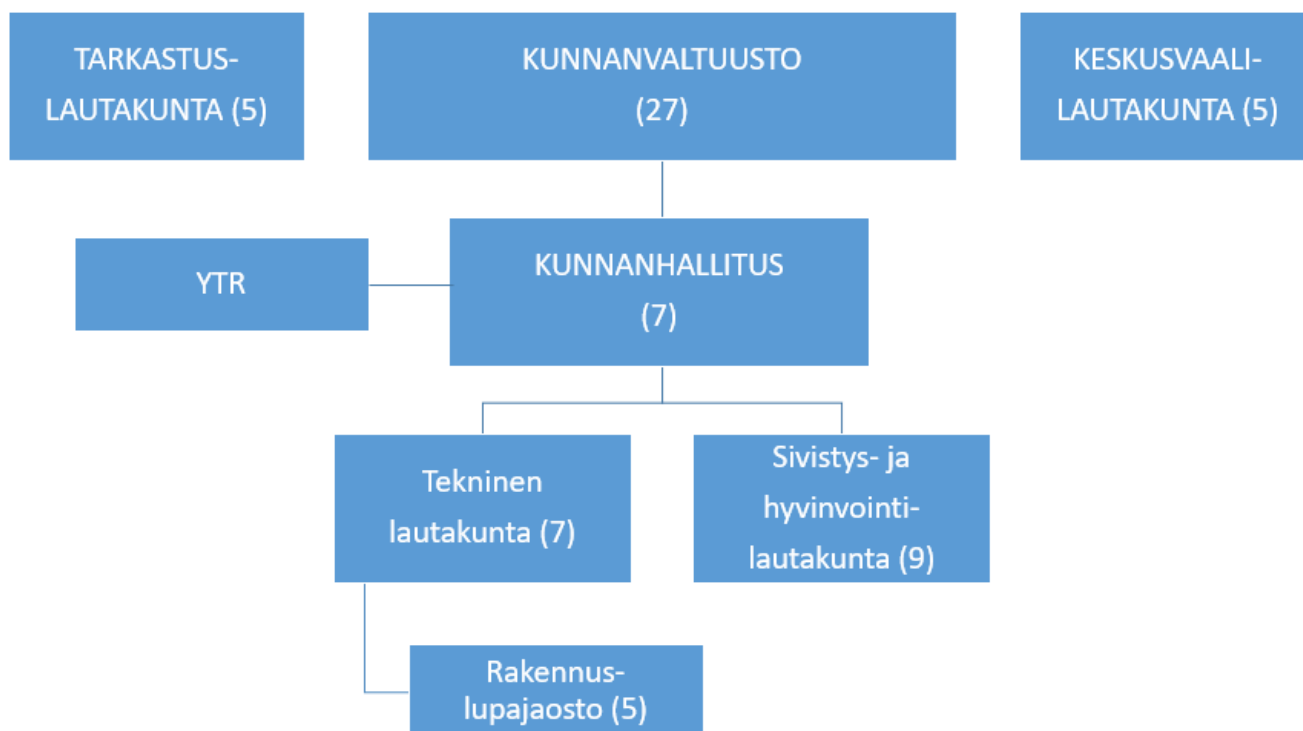 TARKASTUS-
LAUTAKUNTA (5)
KUNNANVALTUUSTO
(27)
KESKUSVAALI-
LAUTAKUNTA (5)
YTR
KUNNANHALLITUS
(7)
Tekninen
lautakunta (7)
Sivistys- ja
hyvinvointi-
lautakunta (9)
Rakennus-
lupajaosto (5)